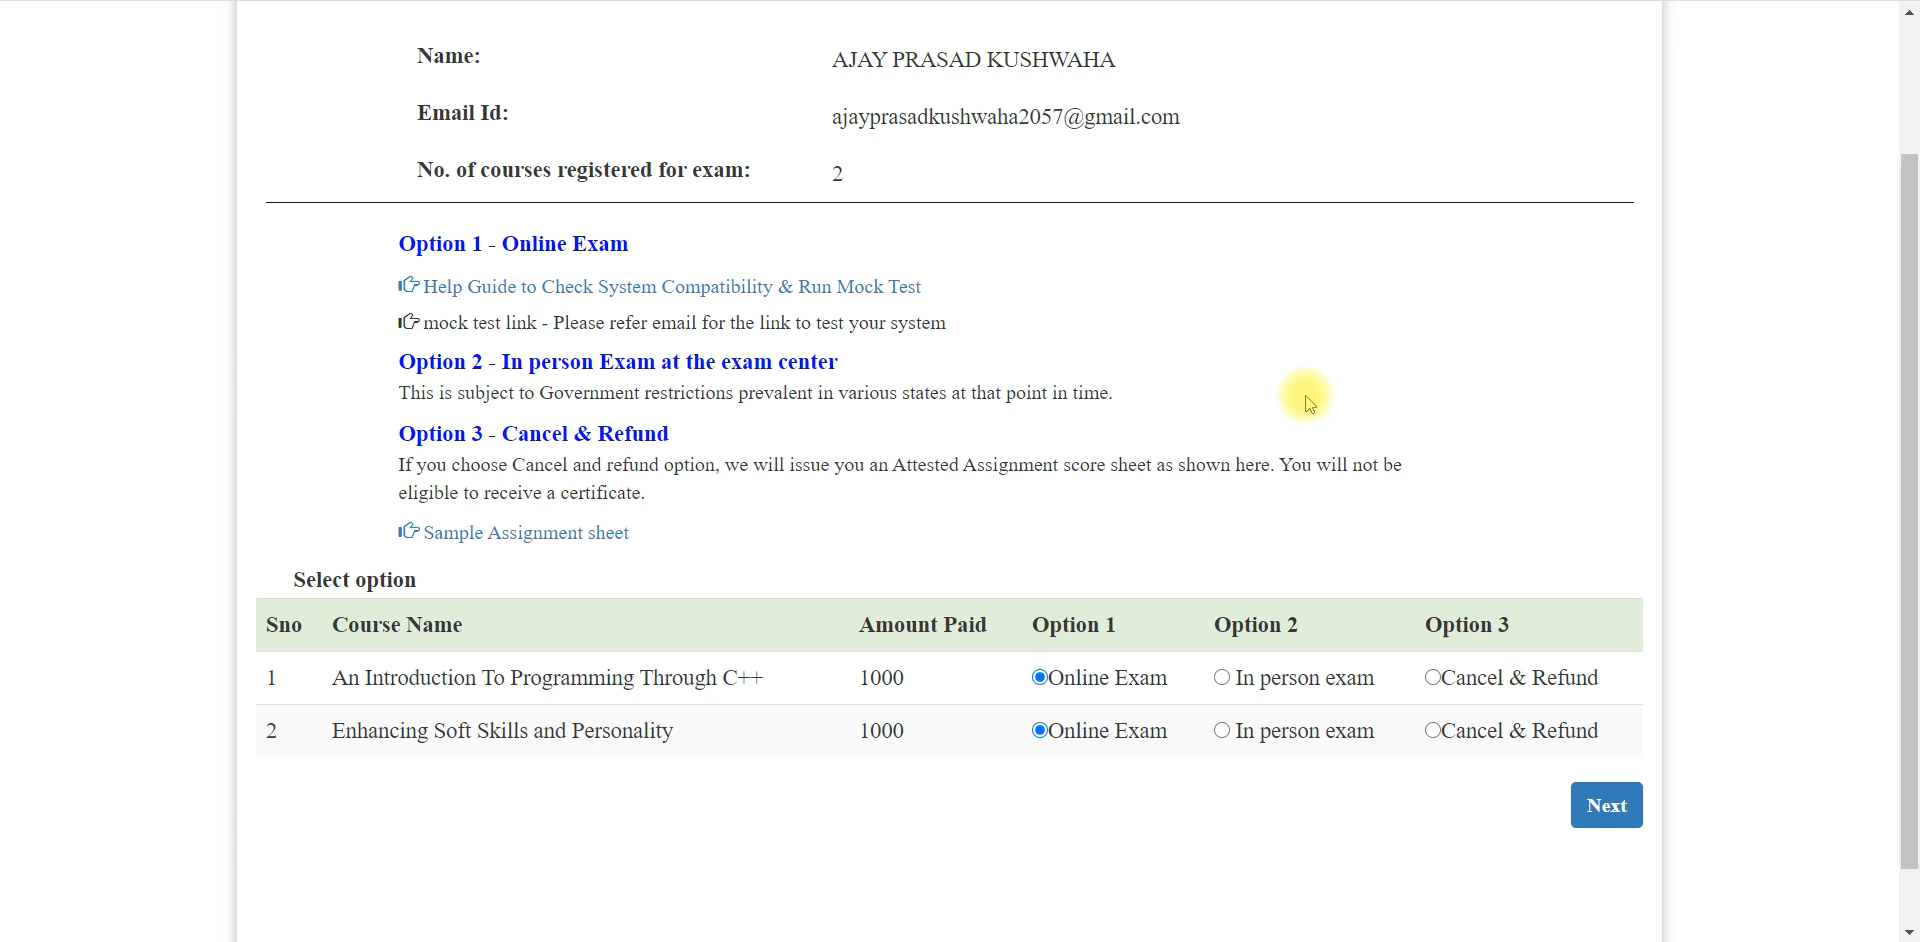 Name: AJAY PRASAD KUSHWAHA
Email Id: ajayprasadkushwaha2057@gmail.com
No. of courses registered for exam: 2
Option 1 - Online Exam
Help Guide to Check System Compatibility & Run Mock Test
mock test link - Please refer email for the link to test your system
Option 2 - In person Exam at the exam center
This is subject to Government restrictions prevalent in various states at that point in time.
Option 3 - Cancel & Refund
If you choose Cancel and refund option, we will issue you an Attested Assignment score sheet as shown here. You will not be
eligible to receive a certificate.
Sample Assignment sheet
Select option
Sno Course Name Amount Paid Option 1 Option 2 Option 3
1 An Introduction To Programming Through C++ 1000 Online Exam In person exam Cancel & Refund
2 Enhancing Soft Skills and Personality 1000 Online Exam In person exam Cancel & Refund
Next